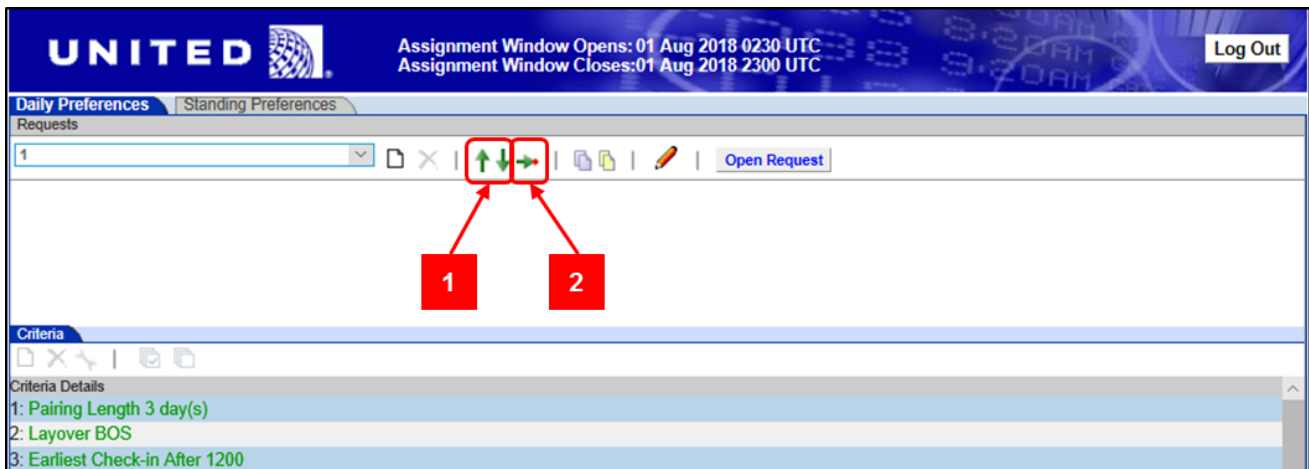 UNITED
Assignment Window Opens: 01 Aug 2018 0230 UTC
Assignment Window Closes:01 Aug 2018 2300 UTC
Log Out
Daily Preferences
Standing Preferences
Requests
1
Open Request
1
2
Criteria
Criteria Details
1: Pairing Length 3 day(s)
2: Layover BOS
3: Earliest Check-in After 1200